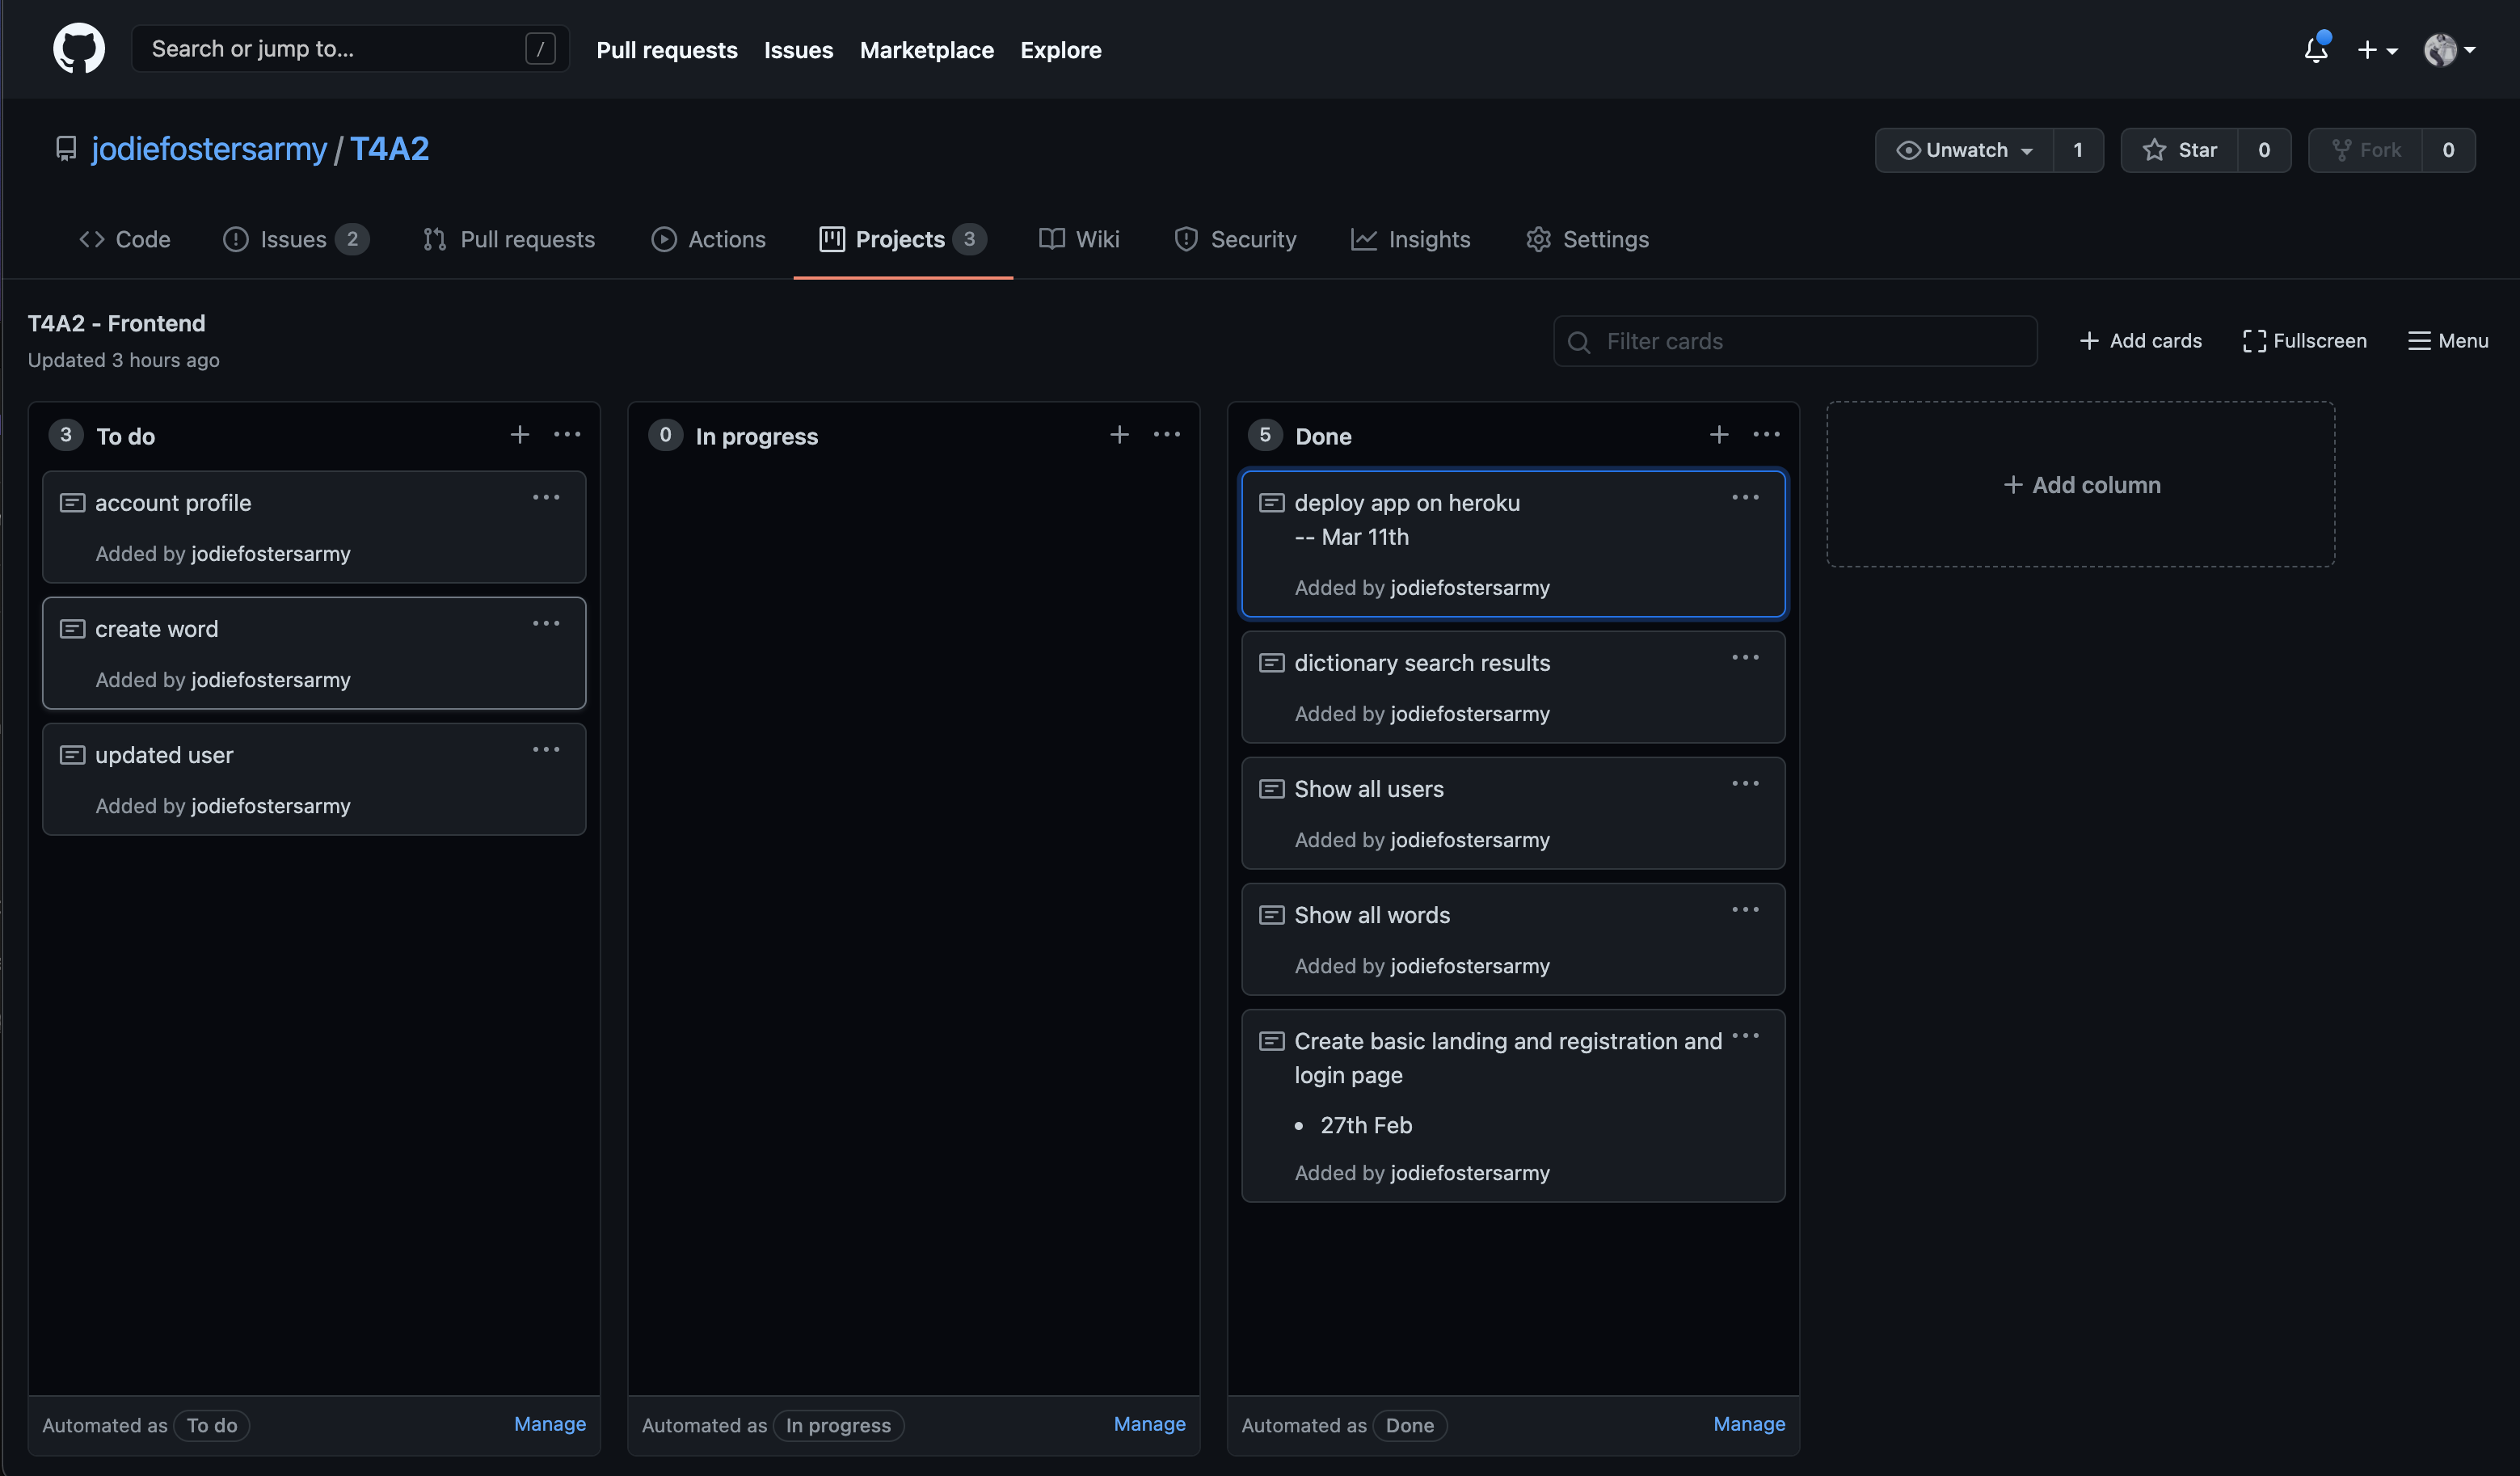 Search or jump to...
/
Pull requests
Issues
Marketplace
Explore
jodiefostersarmy / T4A2
Unwatch
1
Star
0
Fork
0
Code
Issues 2
Pull requests
Actions
Projects 3
Wiki
Security
Insights
Settings
T4A2 - Frontend
Updated 3 hours ago
Filter cards
Add cards
Fullscreen
Menu
3 To do
account profile
Added by jodiefostersarmy
create word
Added by jodiefostersarmy
updated user
Added by jodiefostersarmy
Automated as To do
Manage
0 In progress
Automated as In progress
Manage
5 Done
deploy app on heroku
-- Mar 11th
Added by jodiefostersarmy
dictionary search results
Added by jodiefostersarmy
Show all users
Added by jodiefostersarmy
Show all words
Added by jodiefostersarmy
Create basic landing and registration and
login page
• 27th Feb
Added by jodiefostersarmy
Automated as Done
Manage
+ Add column